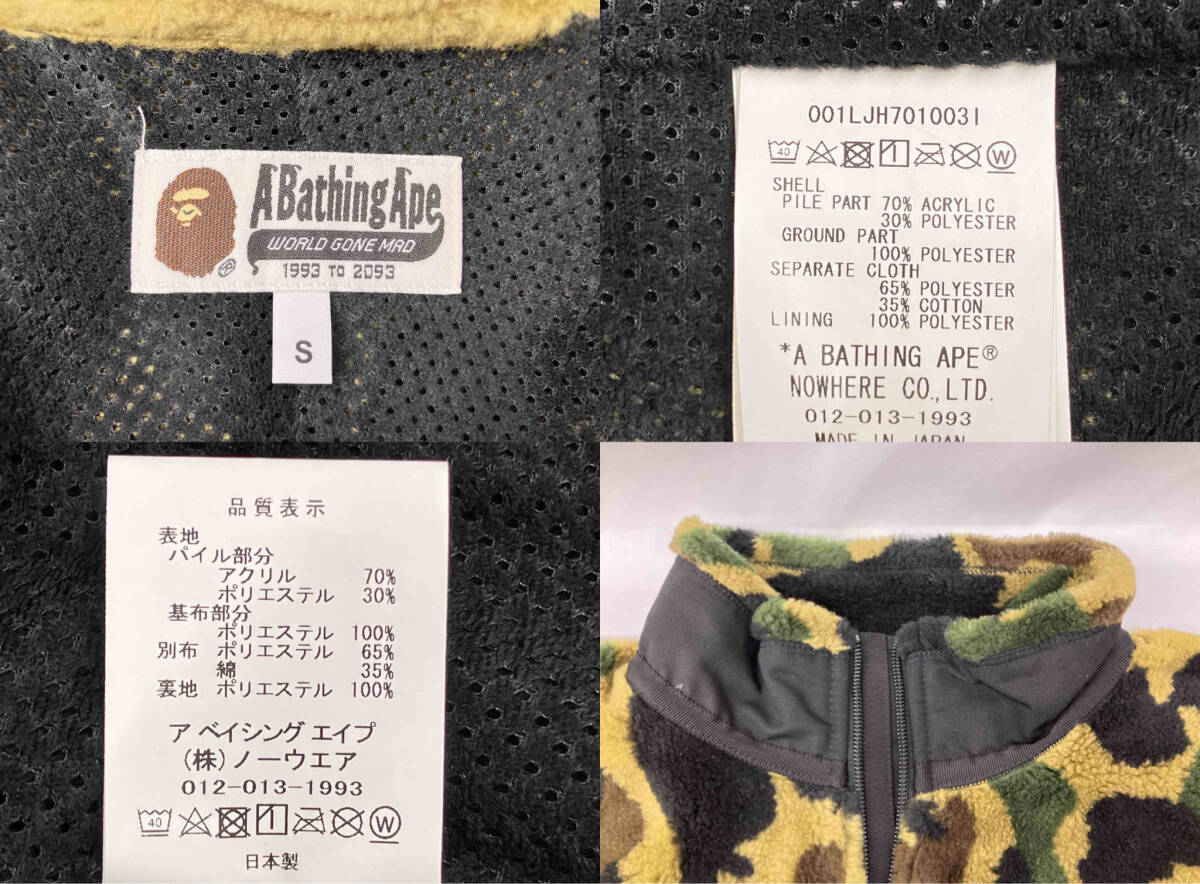 A Bathing Ape
WORLD GONE MAD
1993 TO 2093
S
001LJH701003I
40 1 W
SHELL
PILE PART 70% ACRYLIC
30% POLYESTER
GROUND PART
100% POLYESTER
SEPARATE CLOTH
65% POLYESTER
35% COTTON
LINING 100% POLYESTER
*A BATHING APE®
NOWHERE CO.,LTD.
012-013-1993
MADE IN JAPAN
品質表示
表地
パイル部分
アクリル 70%
ポリエステル 30%
基布部分
ポリエステル 100%
別布 ポリエステル 65%
綿 35%
裏地 ポリエステル 100%
ア ベイシング エイプ
(株)ノーウエア
012-013-1993
40 1 W
日本製